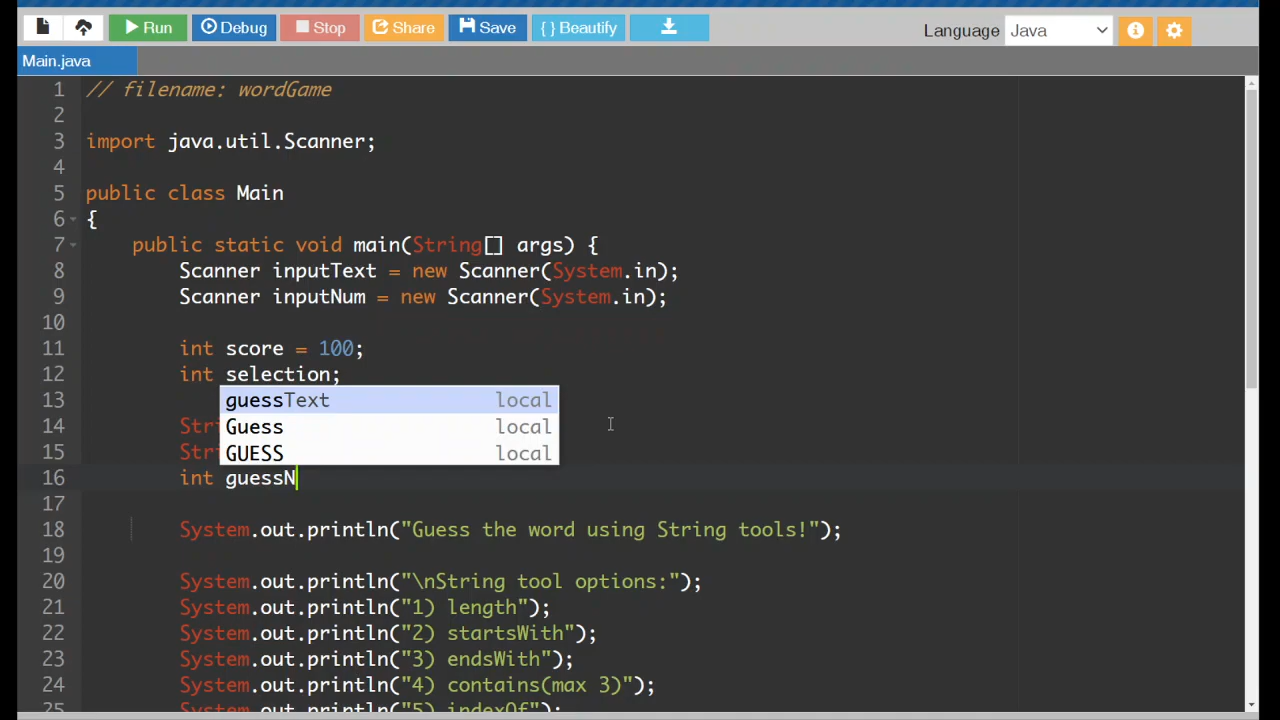 Run Debug Stop Share Save { } Beautify Language Java
Main.java
1 // filename: wordGame
2
3 import java.util.Scanner;
4
5 public class Main
6 {
7 public static void main(String[] args) {
8 Scanner inputText = new Scanner(System.in);
9 Scanner inputNum = new Scanner(System.in);
10
11 int score = 100;
12 int selection;
13 guessText local
14 Stri Guess local
15 Stri GUESS local
16 int guessN
17
18 System.out.println("Guess the word using String tools!");
19
20 System.out.println("\nString tool options:");
21 System.out.println("1) length");
22 System.out.println("2) startsWith");
23 System.out.println("3) endsWith");
24 System.out.println("4) contains(max 3)");
25 System.out.println("5) indexOf");